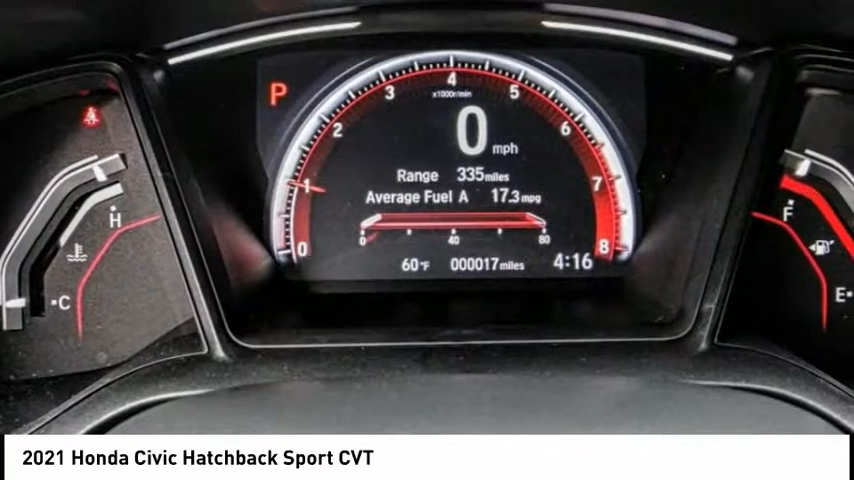 P
x1000r/min
0 1 2 3 4 5 6 7 8
0 mph
Range 335 miles
Average Fuel A 17.3 mpg
0 40 80
60°F 000017 miles 4:16
H
C
F
E
2021 Honda Civic Hatchback Sport CVT